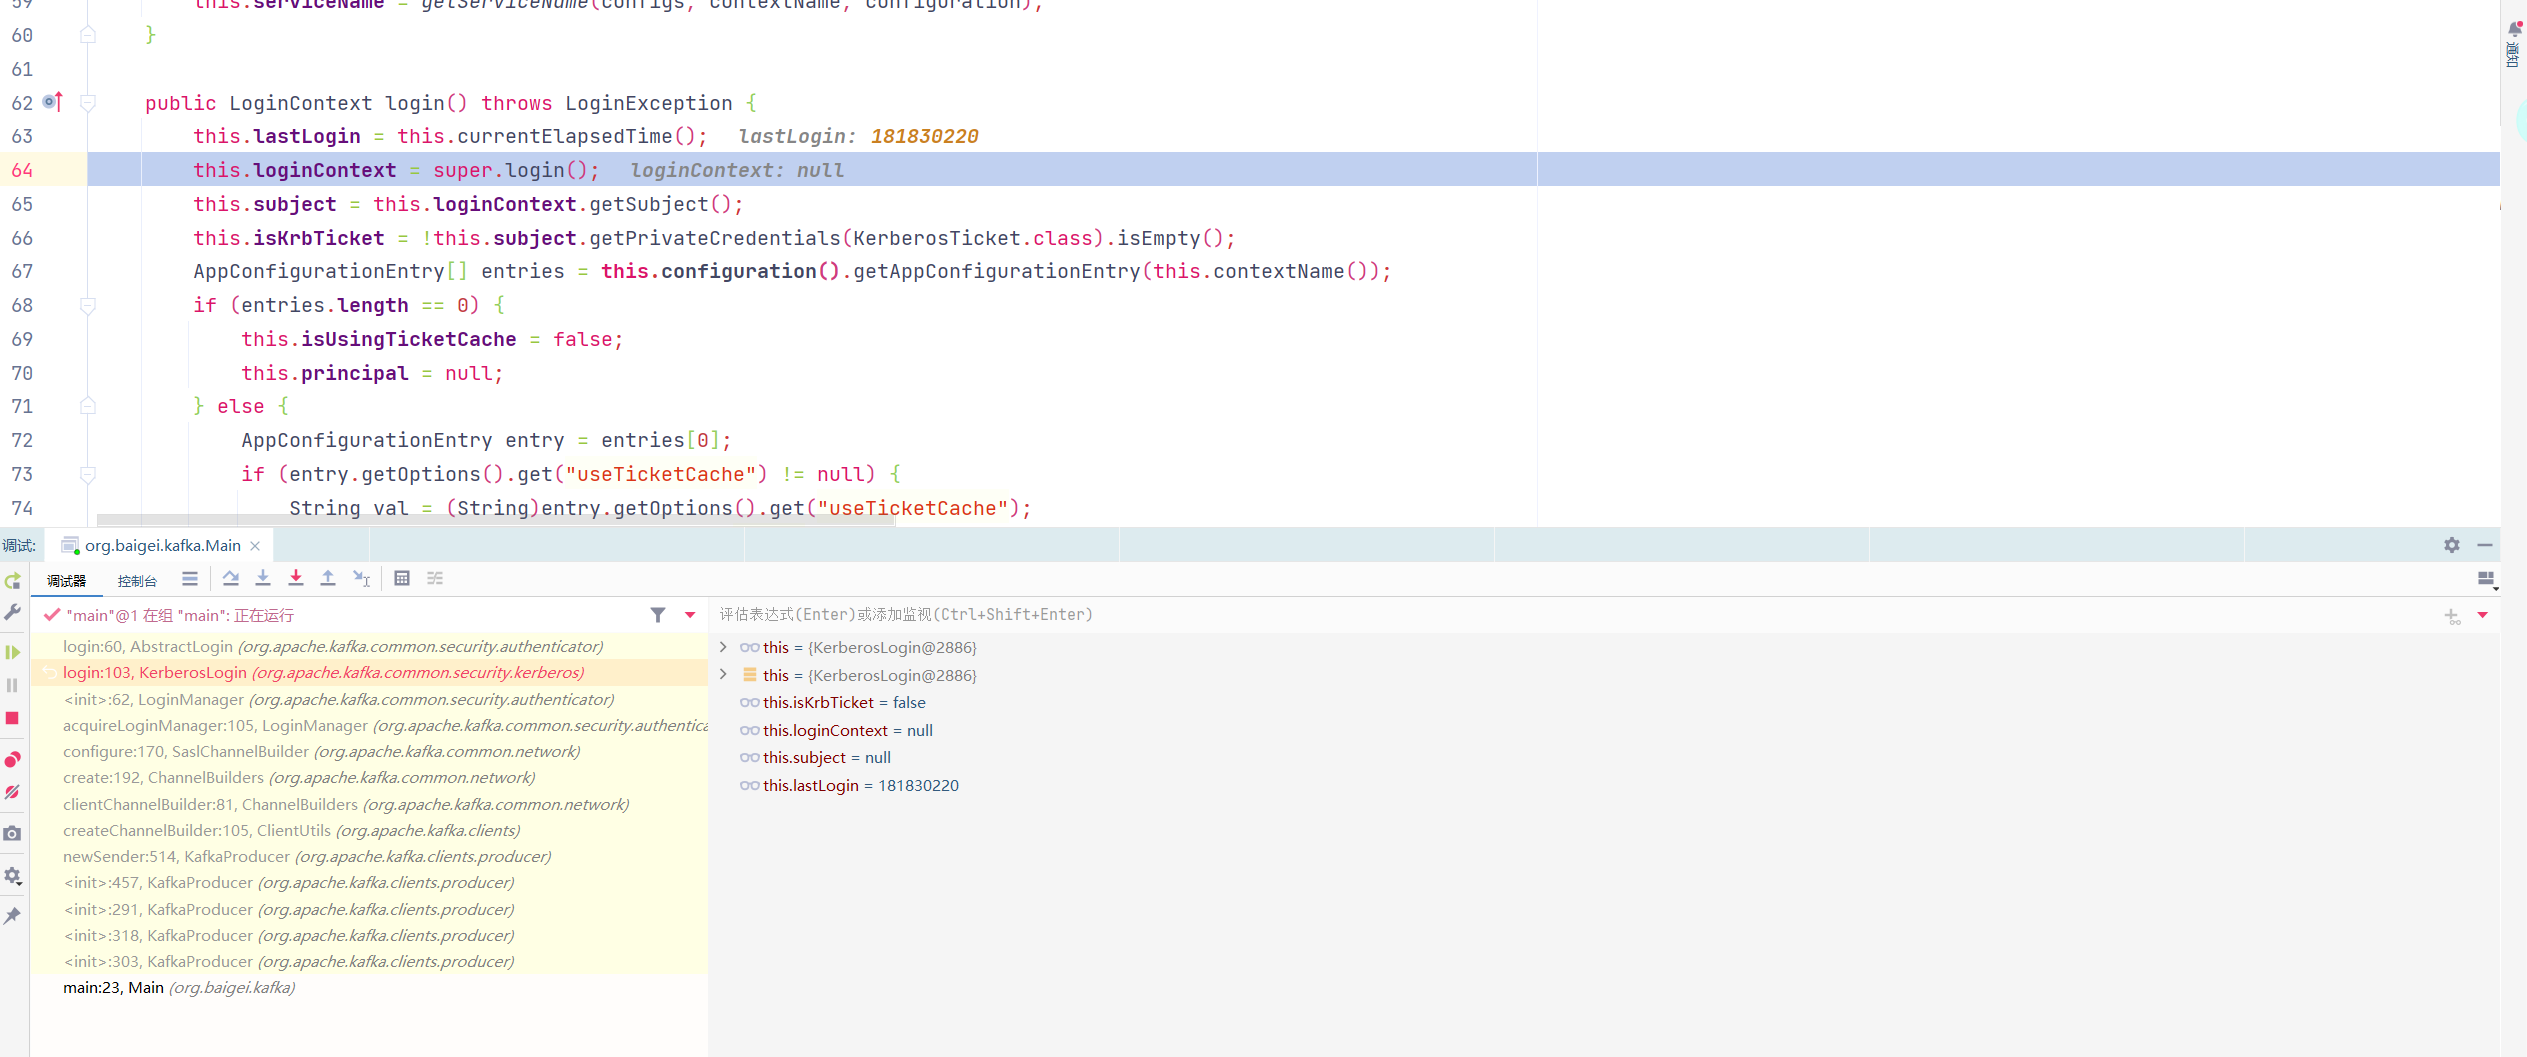 59 this.serviceName = getServiceName(configs, contextName, configuration);
60 }
61
62 public LoginContext login() throws LoginException {
63 this.lastLogin = this.currentElapsedTime(); lastLogin: 181830220
64 this.loginContext = super.login(); loginContext: null
65 this.subject = this.loginContext.getSubject();
66 this.isKrbTicket = !this.subject.getPrivateCredentials(KerberosTicket.class).isEmpty();
67 AppConfigurationEntry[] entries = this.configuration().getAppConfigurationEntry(this.contextName());
68 if (entries.length == 0) {
69 this.isUsingTicketCache = false;
70 this.principal = null;
71 } else {
72 AppConfigurationEntry entry = entries[0];
73 if (entry.getOptions().get("useTicketCache") != null) {
74 String val = (String)entry.getOptions().get("useTicketCache");
通知
调试: org.baigei.kafka.Main
调试器 控制台
"main"@1 在组 "main": 正在运行
login:60, AbstractLogin (org.apache.kafka.common.security.authenticator)
login:103, KerberosLogin (org.apache.kafka.common.security.kerberos)
<init>:62, LoginManager (org.apache.kafka.common.security.authenticator)
acquireLoginManager:105, LoginManager (org.apache.kafka.common.security.authentica
configure:170, SaslChannelBuilder (org.apache.kafka.common.network)
create:192, ChannelBuilders (org.apache.kafka.common.network)
clientChannelBuilder:81, ChannelBuilders (org.apache.kafka.common.network)
createChannelBuilder:105, ClientUtils (org.apache.kafka.clients)
newSender:514, KafkaProducer (org.apache.kafka.clients.producer)
<init>:457, KafkaProducer (org.apache.kafka.clients.producer)
<init>:291, KafkaProducer (org.apache.kafka.clients.producer)
<init>:318, KafkaProducer (org.apache.kafka.clients.producer)
<init>:303, KafkaProducer (org.apache.kafka.clients.producer)
main:23, Main (org.baigei.kafka)
评估表达式(Enter)或添加监视(Ctrl+Shift+Enter)
this = {KerberosLogin@2886}
this = {KerberosLogin@2886}
this.isKrbTicket = false
this.loginContext = null
this.subject = null
this.lastLogin = 181830220